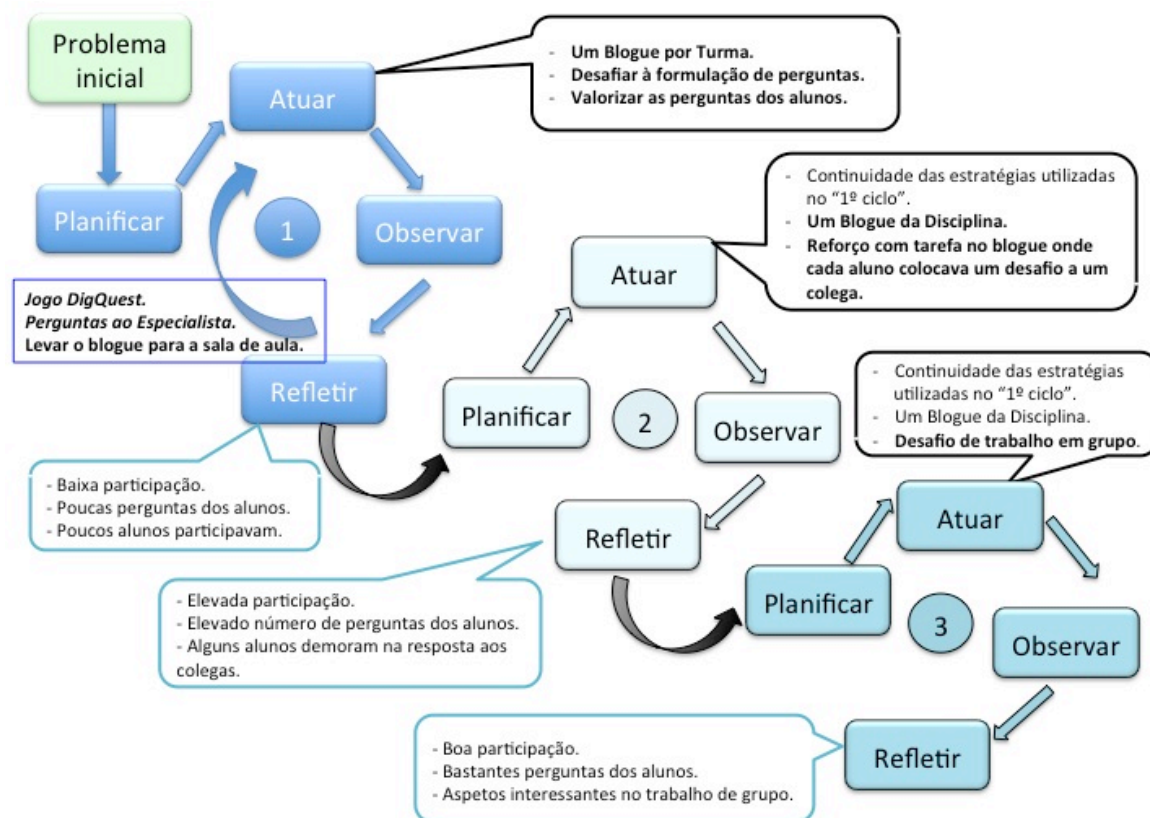 Problema
inicial
Atuar
- Um Blogue por Turma.
- Desafiar à formulação de perguntas.
- Valorizar as perguntas dos alunos.
Planificar
1
Observar
Jogo DigQuest.
Perguntas ao Especialista.
Levar o blogue para a sala de aula.
Refletir
- Baixa participação.
- Poucas perguntas dos alunos.
- Poucos alunos participavam.
- Continuidade das estratégias utilizadas
no “1º ciclo”.
- Um Blogue da Disciplina.
- Reforço com tarefa no blogue onde
cada aluno colocava um desafio a um
colega.
Atuar
Planificar
2
Observar
Refletir
- Elevada participação.
- Elevado número de perguntas dos alunos.
- Alguns alunos demoram na resposta aos
colegas.
- Continuidade das estratégias
utilizadas no “1º ciclo”.
- Um Blogue da Disciplina.
- Desafio de trabalho em grupo.
Atuar
Planificar
3
Observar
Refletir
- Boa participação.
- Bastantes perguntas dos alunos.
- Aspetos interessantes no trabalho de grupo.